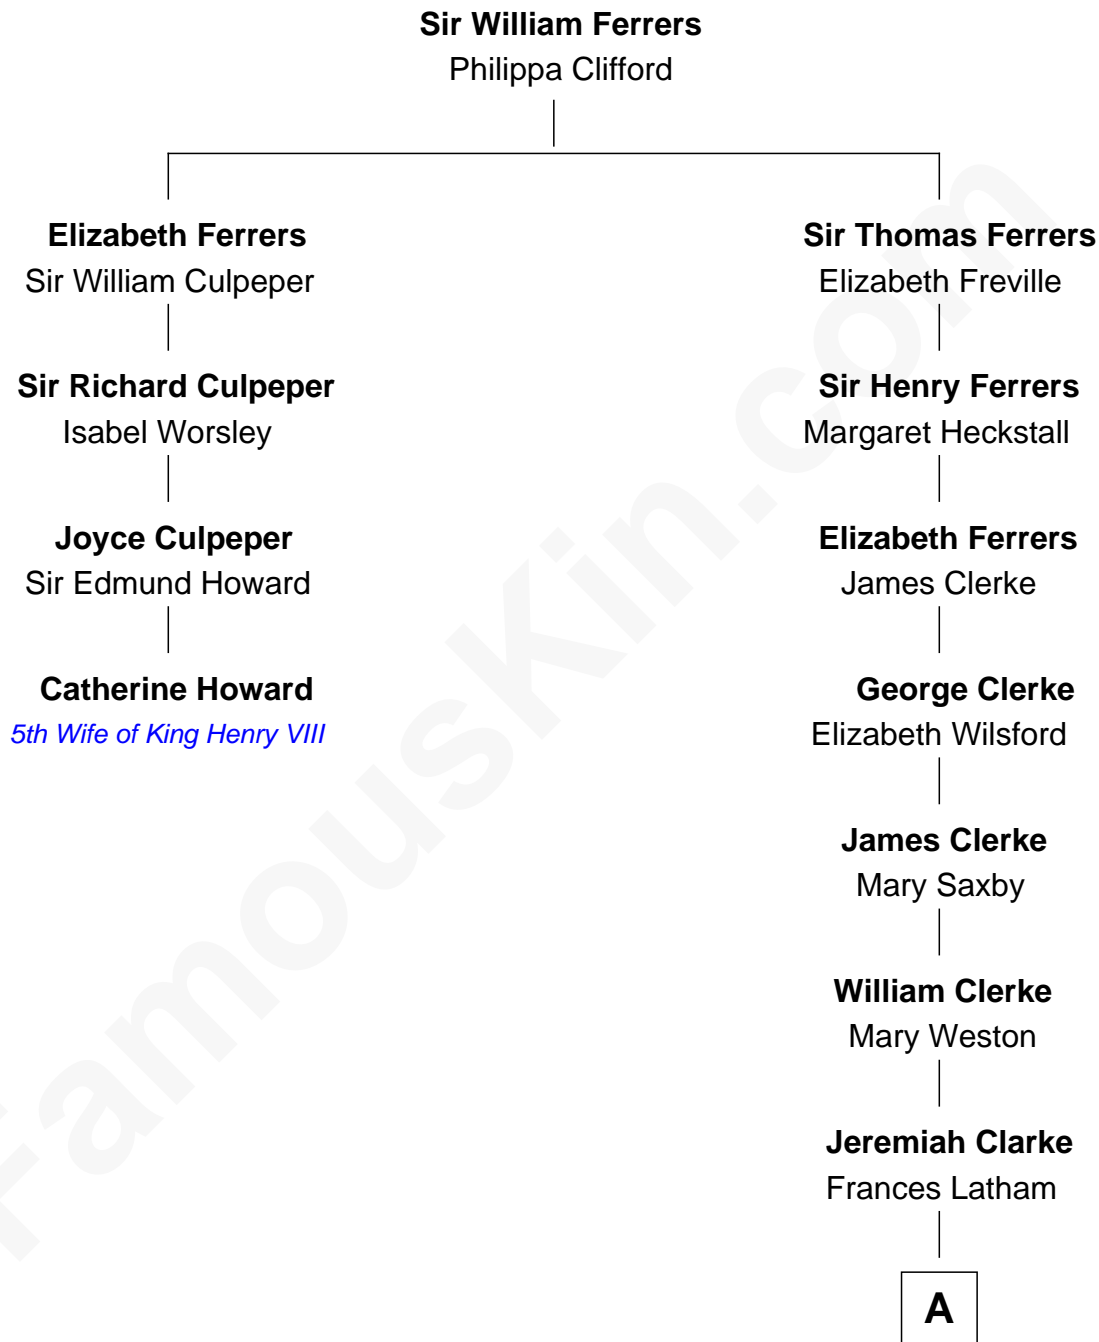 Sir William Ferrers
Philippa Clifford
Elizabeth Ferrers
Sir William Culpeper
Sir Richard Culpeper
Isabel Worsley
Joyce Culpeper
Sir Edmund Howard
Catherine Howard
5th Wife of King Henry VIII
Sir Thomas Ferrers
Elizabeth Freville
Sir Henry Ferrers
Margaret Heckstall
Elizabeth Ferrers
James Clerke
George Clerke
Elizabeth Wilsford
James Clerke
Mary Saxby
William Clerke
Mary Weston
Jeremiah Clarke
Frances Latham
A
FamousKin.com